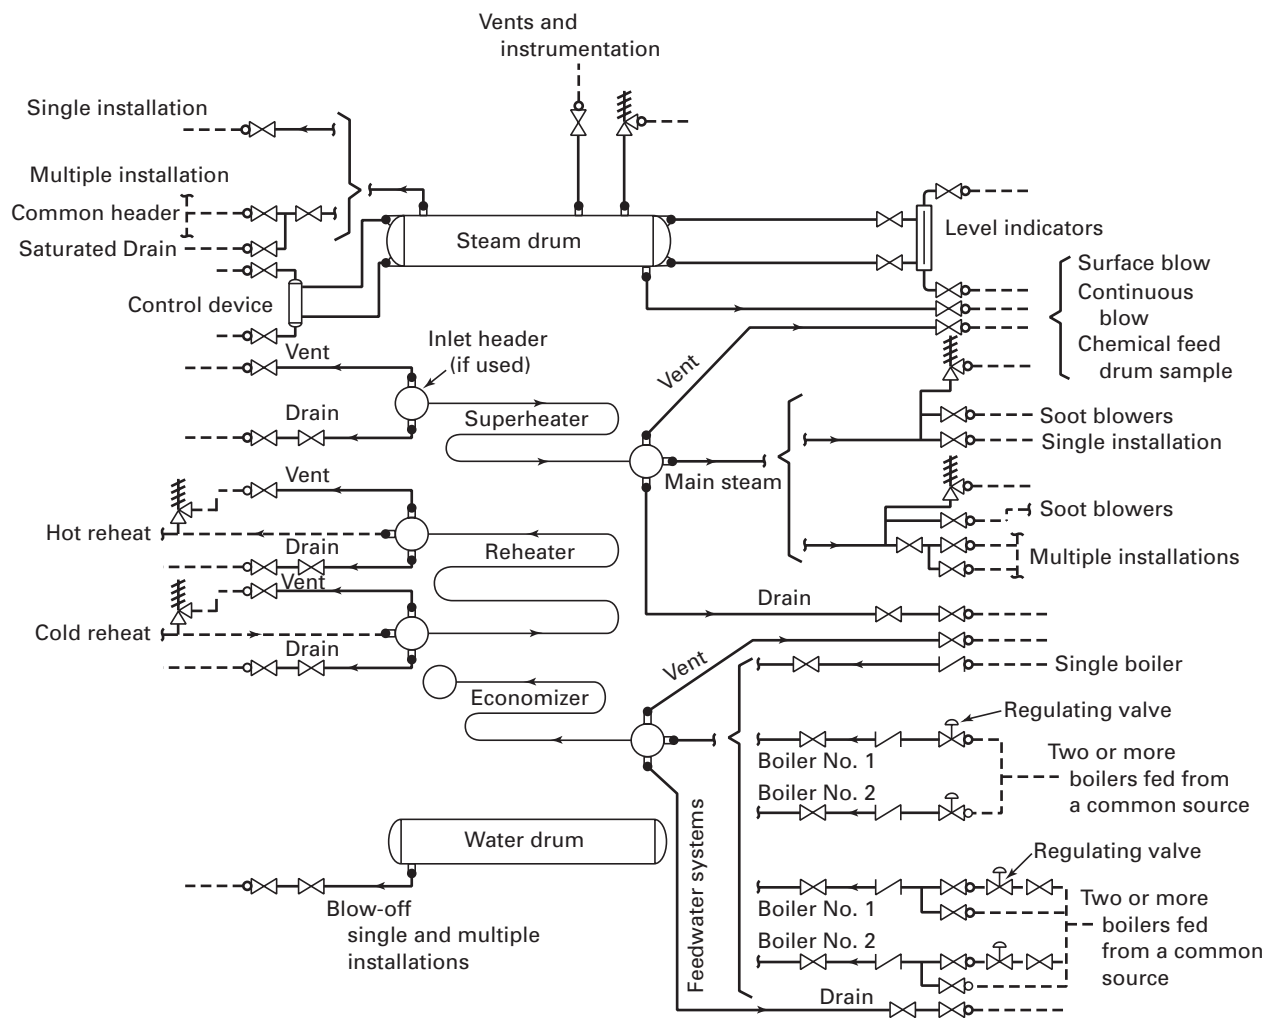 Vents and
instrumentation
Single installation
Multiple installation
Common header
Saturated Drain
Steam drum
Level indicators
Surface blow
Continuous
blow
Chemical feed
drum sample
Control device
Vent
Inlet header
(if used)
Vent
Drain
Superheater
Soot blowers
Single installation
Main steam
Vent
Soot blowers
Hot reheat
Reheater
Drain
Multiple installations
Vent
Drain
Cold reheat
Drain
Vent
Single boiler
Economizer
Regulating valve
Boiler No. 1
Two or more
boilers fed from
a common source
Boiler No. 2
Feedwater systems
Water drum
Regulating valve
Boiler No. 1
Two or more
boilers fed
from a common
source
Blow-off
single and multiple
installations
Boiler No. 2
Drain